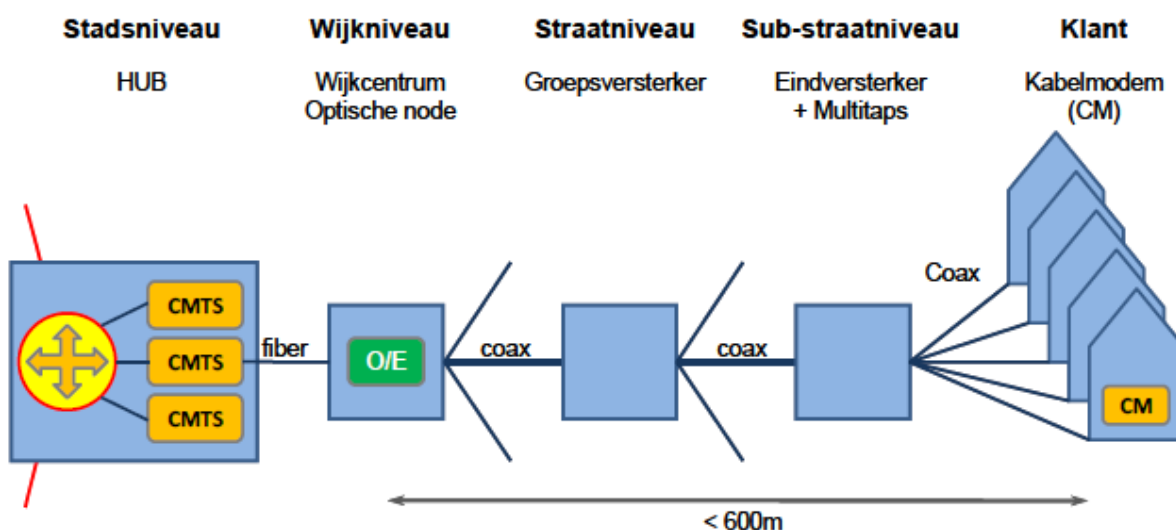 Stadsniveau
HUB
Wijkniveau
Wijkcentrum
Optische node
Straatniveau
Groepsversterker
Sub-straatniveau
Eindversterker
+ Multitaps
Klant
Kabelmodem
(CM)
CMTS
CMTS
CMTS
fiber
O/E
coax
coax
Coax
CM
< 600m